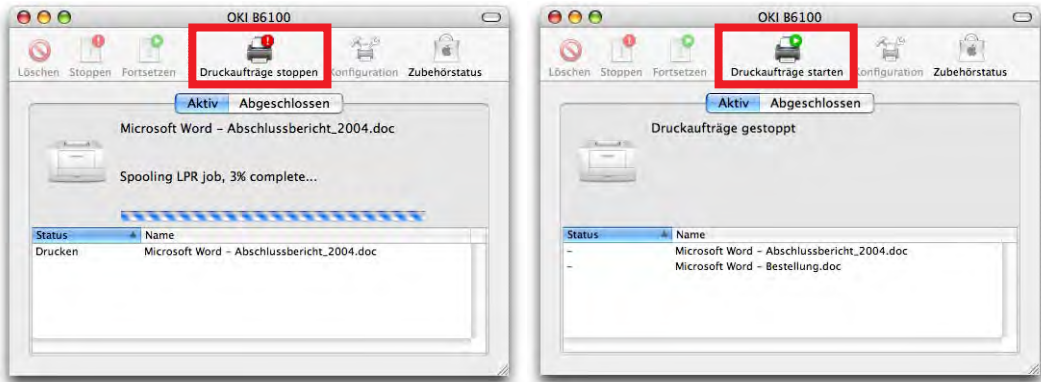 OKI B6100
Löschen Stoppen Fortsetzen Druckaufträge stoppen Konfiguration Zubehörstatus
Aktiv Abgeschlossen
Microsoft Word – Abschlussbericht_2004.doc
Spooling LPR job, 3% complete...
Status Name
Drucken Microsoft Word – Abschlussbericht_2004.doc
OKI B6100
Löschen Stoppen Fortsetzen Druckaufträge starten Konfiguration Zubehörstatus
Aktiv Abgeschlossen
Druckaufträge gestoppt
Status Name
– Microsoft Word – Abschlussbericht_2004.doc
– Microsoft Word – Bestellung.doc